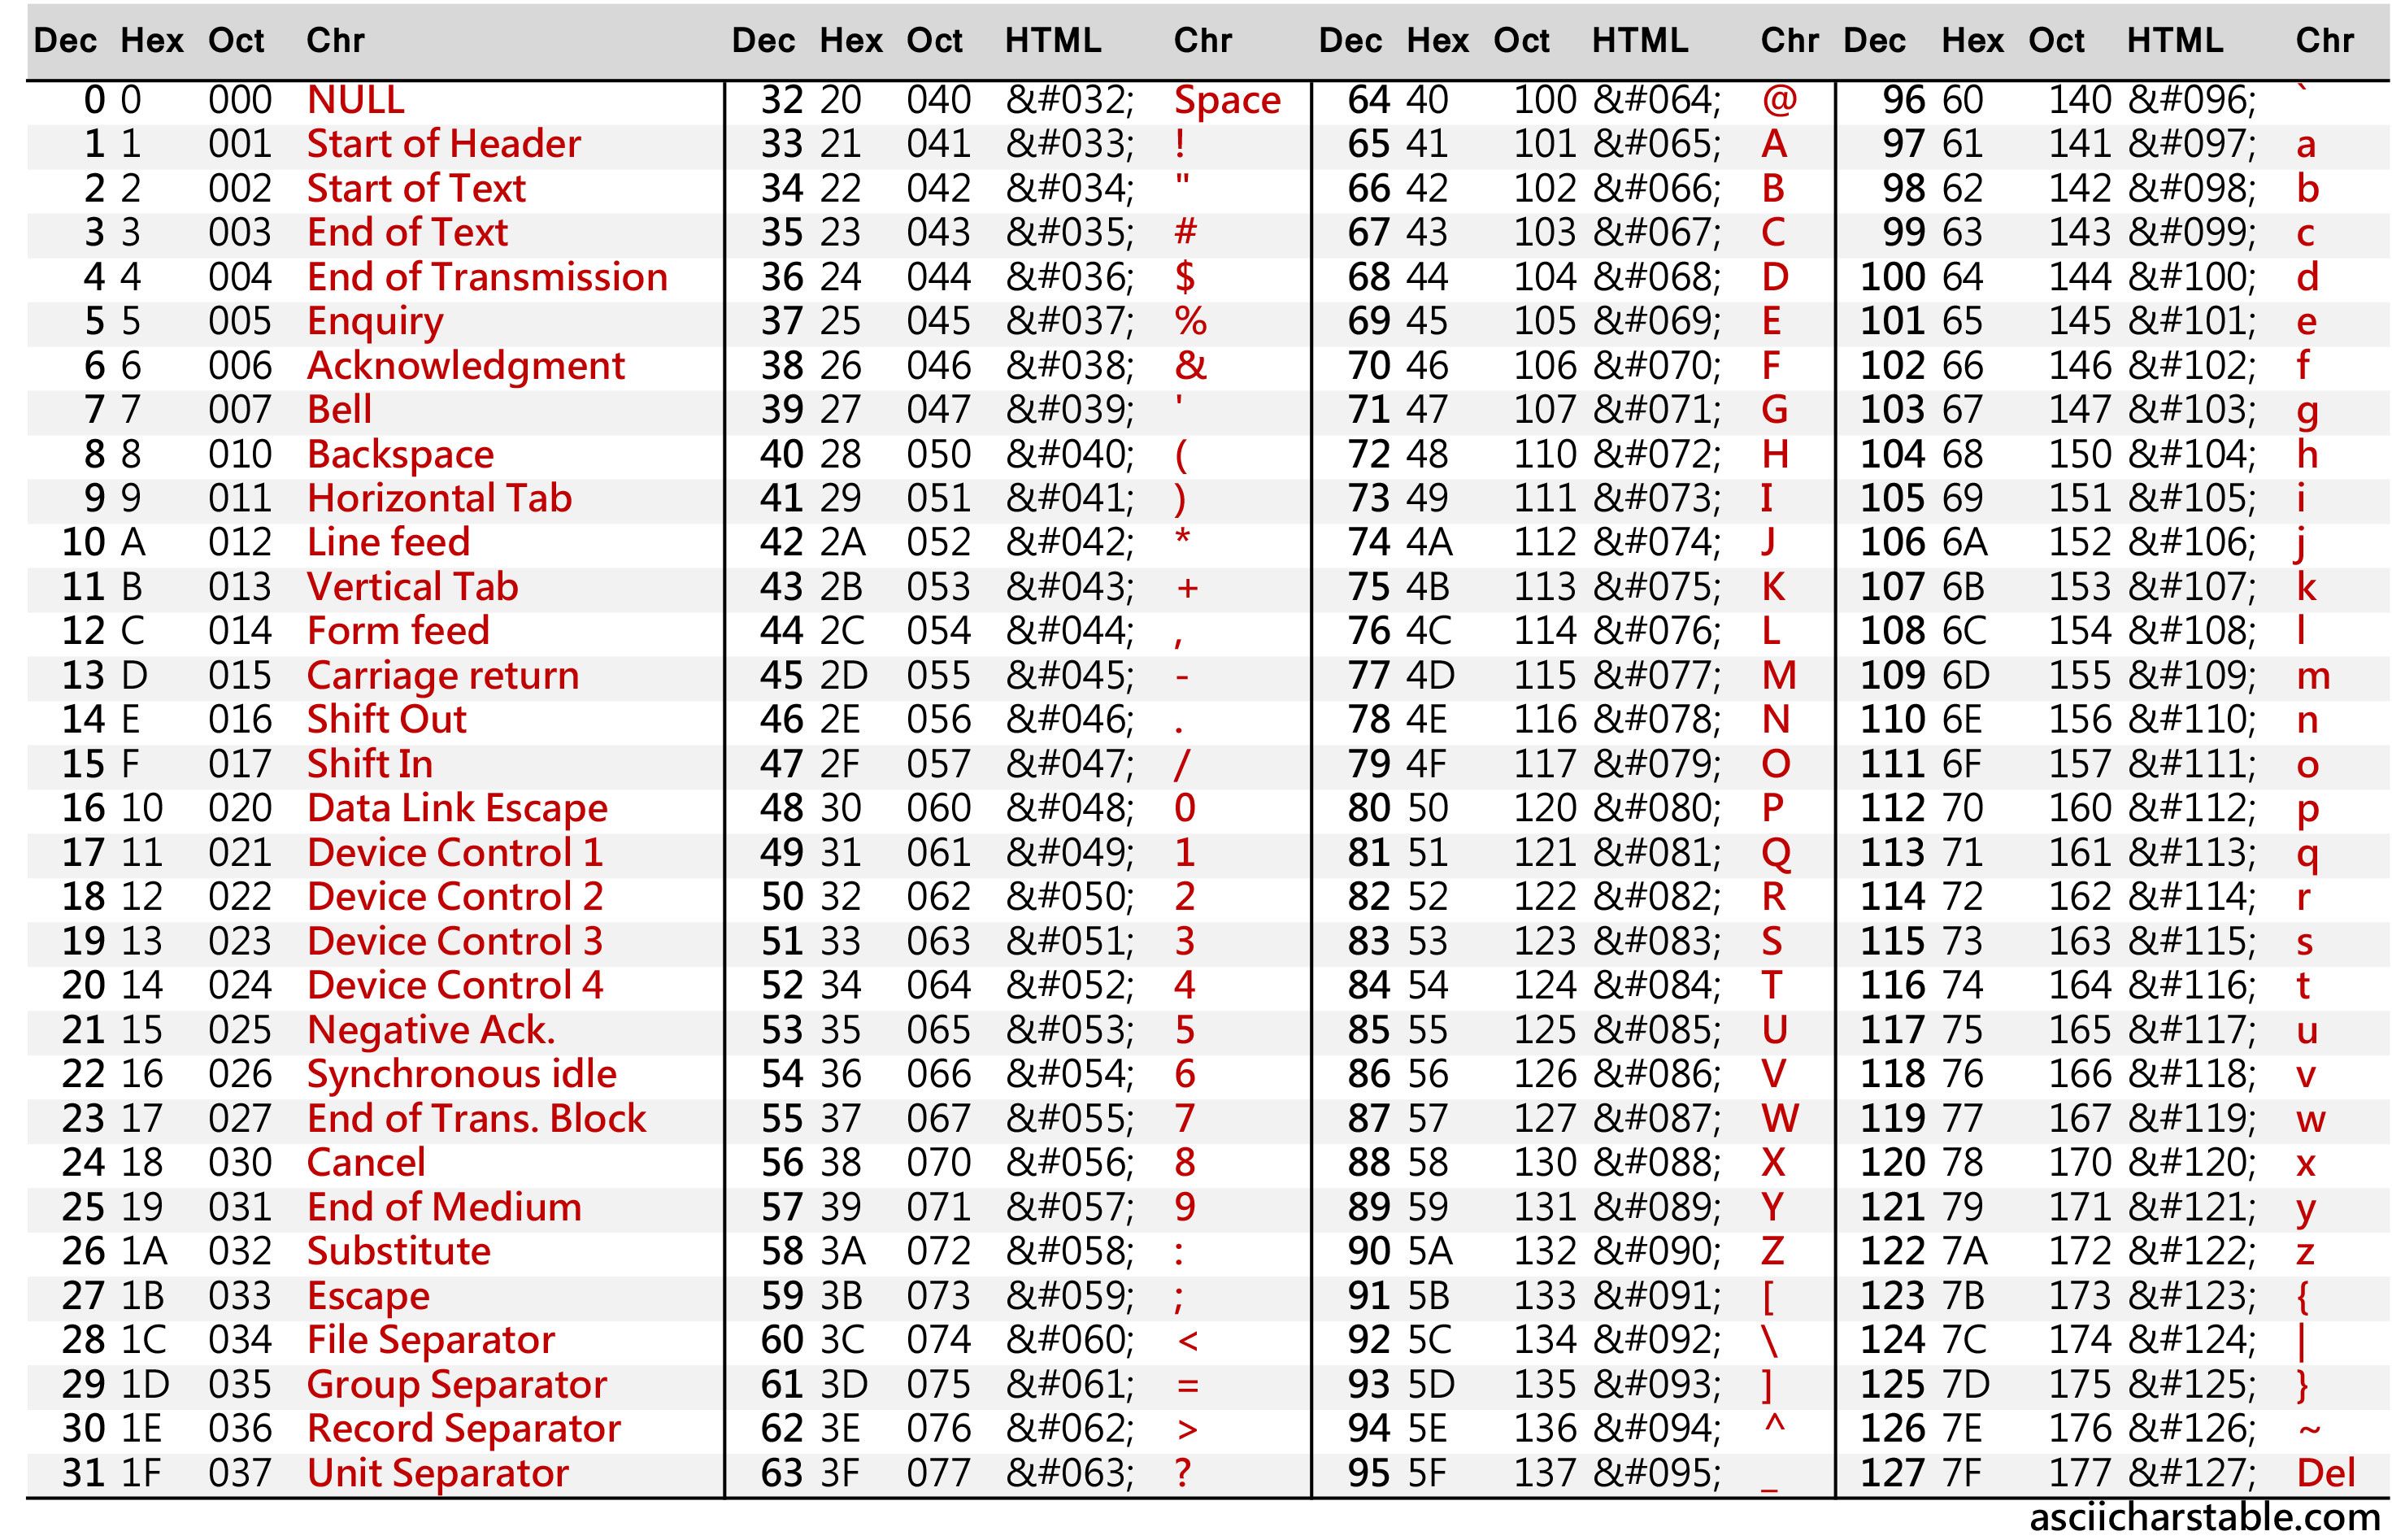 Dec Hex Oct Chr Dec Hex Oct HTML Chr Dec Hex Oct HTML Chr Dec Hex Oct HTML Chr
0 0 000 NULL 32 20 040 &#032; Space 64 40 100 &#064; @ 96 60 140 &#096; `
1 1 001 Start of Header 33 21 041 &#033; ! 65 41 101 &#065; A 97 61 141 &#097; a
2 2 002 Start of Text 34 22 042 &#034; " 66 42 102 &#066; B 98 62 142 &#098; b
3 3 003 End of Text 35 23 043 &#035; # 67 43 103 &#067; C 99 63 143 &#099; c
4 4 004 End of Transmission 36 24 044 &#036; $ 68 44 104 &#068; D 100 64 144 &#100; d
5 5 005 Enquiry 37 25 045 &#037; % 69 45 105 &#069; E 101 65 145 &#101; e
6 6 006 Acknowledgment 38 26 046 &#038; & 70 46 106 &#070; F 102 66 146 &#102; f
7 7 007 Bell 39 27 047 &#039; ' 71 47 107 &#071; G 103 67 147 &#103; g
8 8 010 Backspace 40 28 050 &#040; ( 72 48 110 &#072; H 104 68 150 &#104; h
9 9 011 Horizontal Tab 41 29 051 &#041; ) 73 49 111 &#073; I 105 69 151 &#105; i
10 A 012 Line feed 42 2A 052 &#042; * 74 4A 112 &#074; J 106 6A 152 &#106; j
11 B 013 Vertical Tab 43 2B 053 &#043; + 75 4B 113 &#075; K 107 6B 153 &#107; k
12 C 014 Form feed 44 2C 054 &#044; , 76 4C 114 &#076; L 108 6C 154 &#108; l
13 D 015 Carriage return 45 2D 055 &#045; - 77 4D 115 &#077; M 109 6D 155 &#109; m
14 E 016 Shift Out 46 2E 056 &#046; . 78 4E 116 &#078; N 110 6E 156 &#110; n
15 F 017 Shift In 47 2F 057 &#047; / 79 4F 117 &#079; O 111 6F 157 &#111; o
16 10 020 Data Link Escape 48 30 060 &#048; 0 80 50 120 &#080; P 112 70 160 &#112; p
17 11 021 Device Control 1 49 31 061 &#049; 1 81 51 121 &#081; Q 113 71 161 &#113; q
18 12 022 Device Control 2 50 32 062 &#050; 2 82 52 122 &#082; R 114 72 162 &#114; r
19 13 023 Device Control 3 51 33 063 &#051; 3 83 53 123 &#083; S 115 73 163 &#115; s
20 14 024 Device Control 4 52 34 064 &#052; 4 84 54 124 &#084; T 116 74 164 &#116; t
21 15 025 Negative Ack. 53 35 065 &#053; 5 85 55 125 &#085; U 117 75 165 &#117; u
22 16 026 Synchronous idle 54 36 066 &#054; 6 86 56 126 &#086; V 118 76 166 &#118; v
23 17 027 End of Trans. Block 55 37 067 &#055; 7 87 57 127 &#087; W 119 77 167 &#119; w
24 18 030 Cancel 56 38 070 &#056; 8 88 58 130 &#088; X 120 78 170 &#120; x
25 19 031 End of Medium 57 39 071 &#057; 9 89 59 131 &#089; Y 121 79 171 &#121; y
26 1A 032 Substitute 58 3A 072 &#058; : 90 5A 132 &#090; Z 122 7A 172 &#122; z
27 1B 033 Escape 59 3B 073 &#059; ; 91 5B 133 &#091; [ 123 7B 173 &#123; {
28 1C 034 File Separator 60 3C 074 &#060; < 92 5C 134 &#092; \ 124 7C 174 &#124; |
29 1D 035 Group Separator 61 3D 075 &#061; = 93 5D 135 &#093; ] 125 7D 175 &#125; }
30 1E 036 Record Separator 62 3E 076 &#062; > 94 5E 136 &#094; ^ 126 7E 176 &#126; ~
31 1F 037 Unit Separator 63 3F 077 &#063; ? 95 5F 137 &#095; _ 127 7F 177 &#127; Del
asciicharstable.com